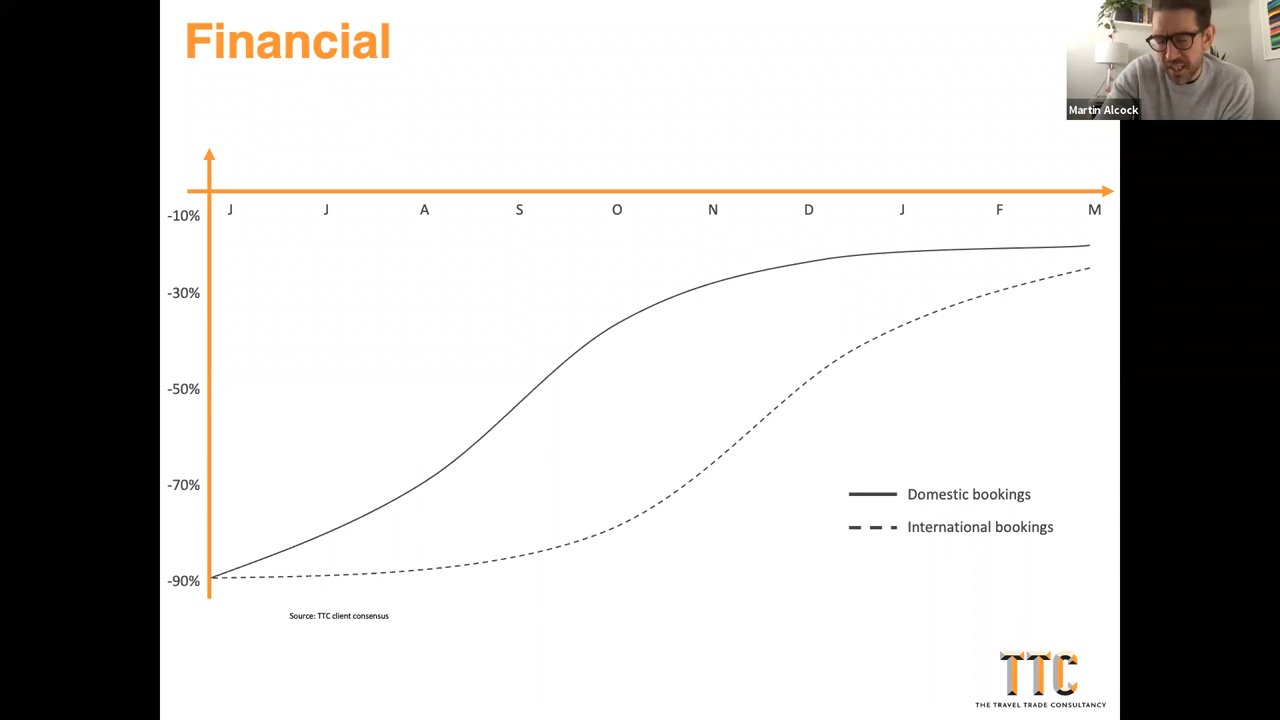 Financial
Martin Alcock
J J A S O N D J F M
-10%
-30%
-50%
-70%
-90%
Domestic bookings
International bookings
Source: TTC client consensus
TTC
THE TRAVEL TRADE CONSULTANCY